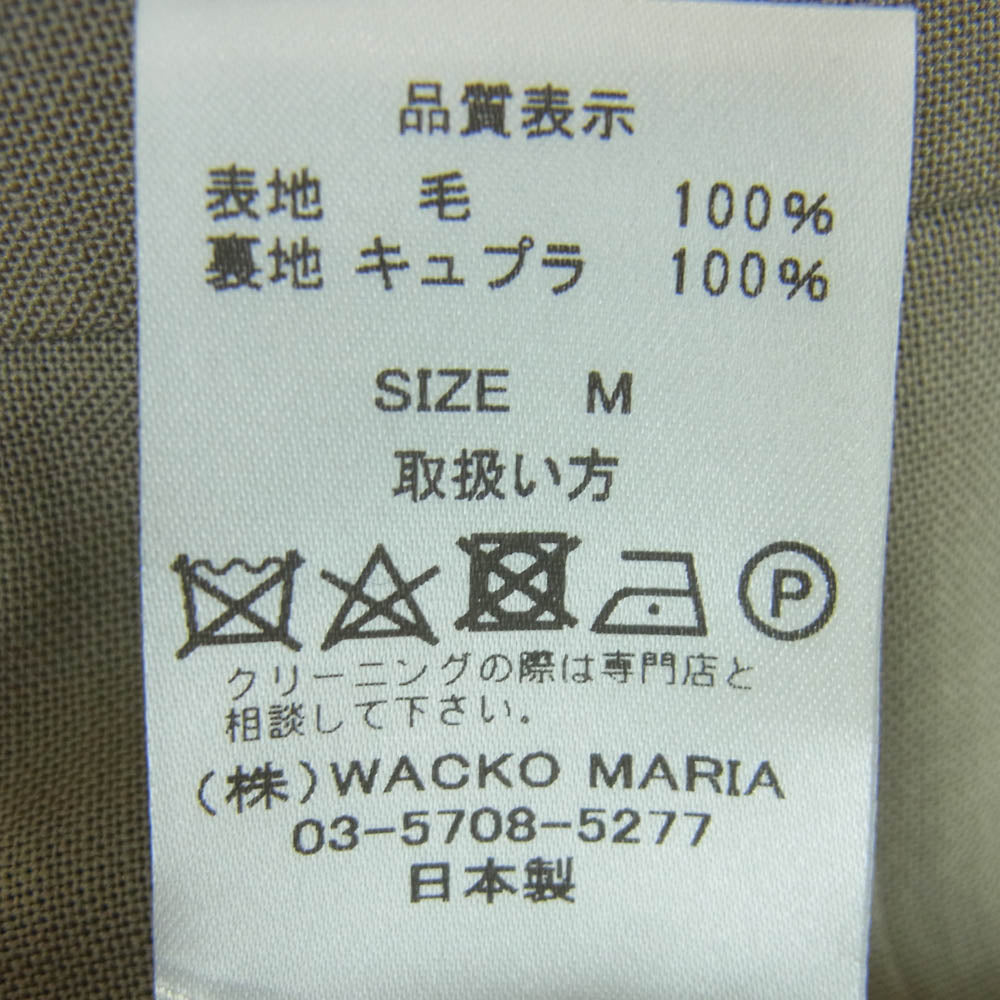 品質表示
表地 毛 100%
裏地 キュプラ 100%
SIZE M
取扱い方
P
クリーニングの際は専門店と
相談して下さい。
(株)WACKO MARIA
03-5708-5277
日本製